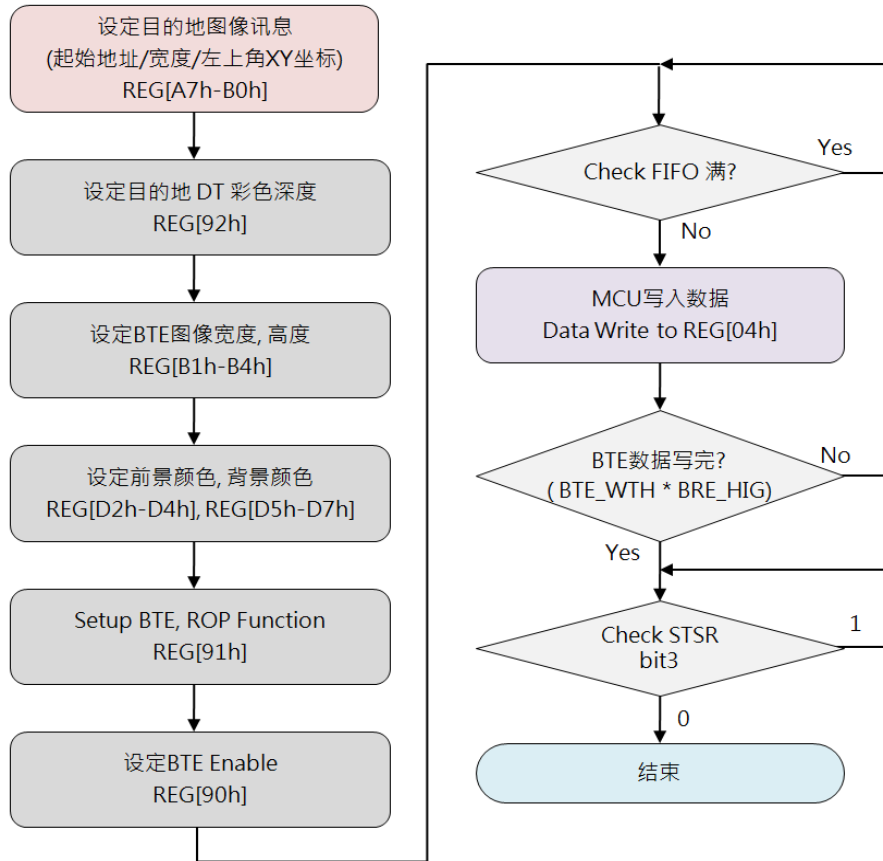 设定目的地图像讯息
(起始地址/宽度/左上角XY坐标)
REG[A7h-B0h]
设定目的地 DT 彩色深度
REG[92h]
设定BTE图像宽度, 高度
REG[B1h-B4h]
设定前景颜色, 背景颜色
REG[D2h-D4h], REG[D5h-D7h]
Setup BTE, ROP Function
REG[91h]
设定BTE Enable
REG[90h]
Check FIFO 满?
Yes
No
MCU写入数据
Data Write to REG[04h]
BTE数据写完?
( BTE_WTH * BRE_HIG)
No
Yes
Check STSR
bit3
1
0
结束